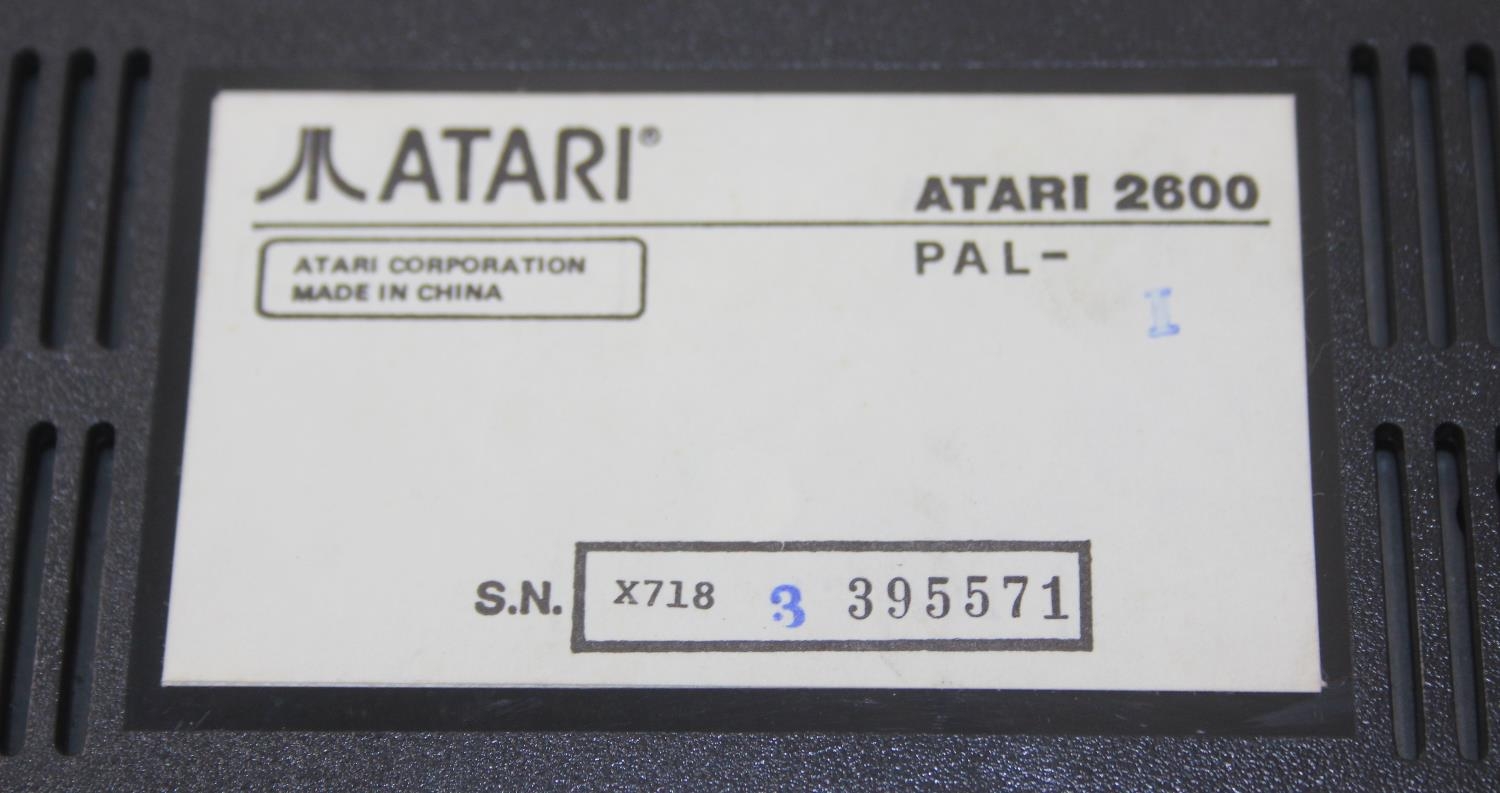 ATARI®
ATARI 2600
ATARI CORPORATION
MADE IN CHINA
PAL-
I
S.N. X718 3 395571